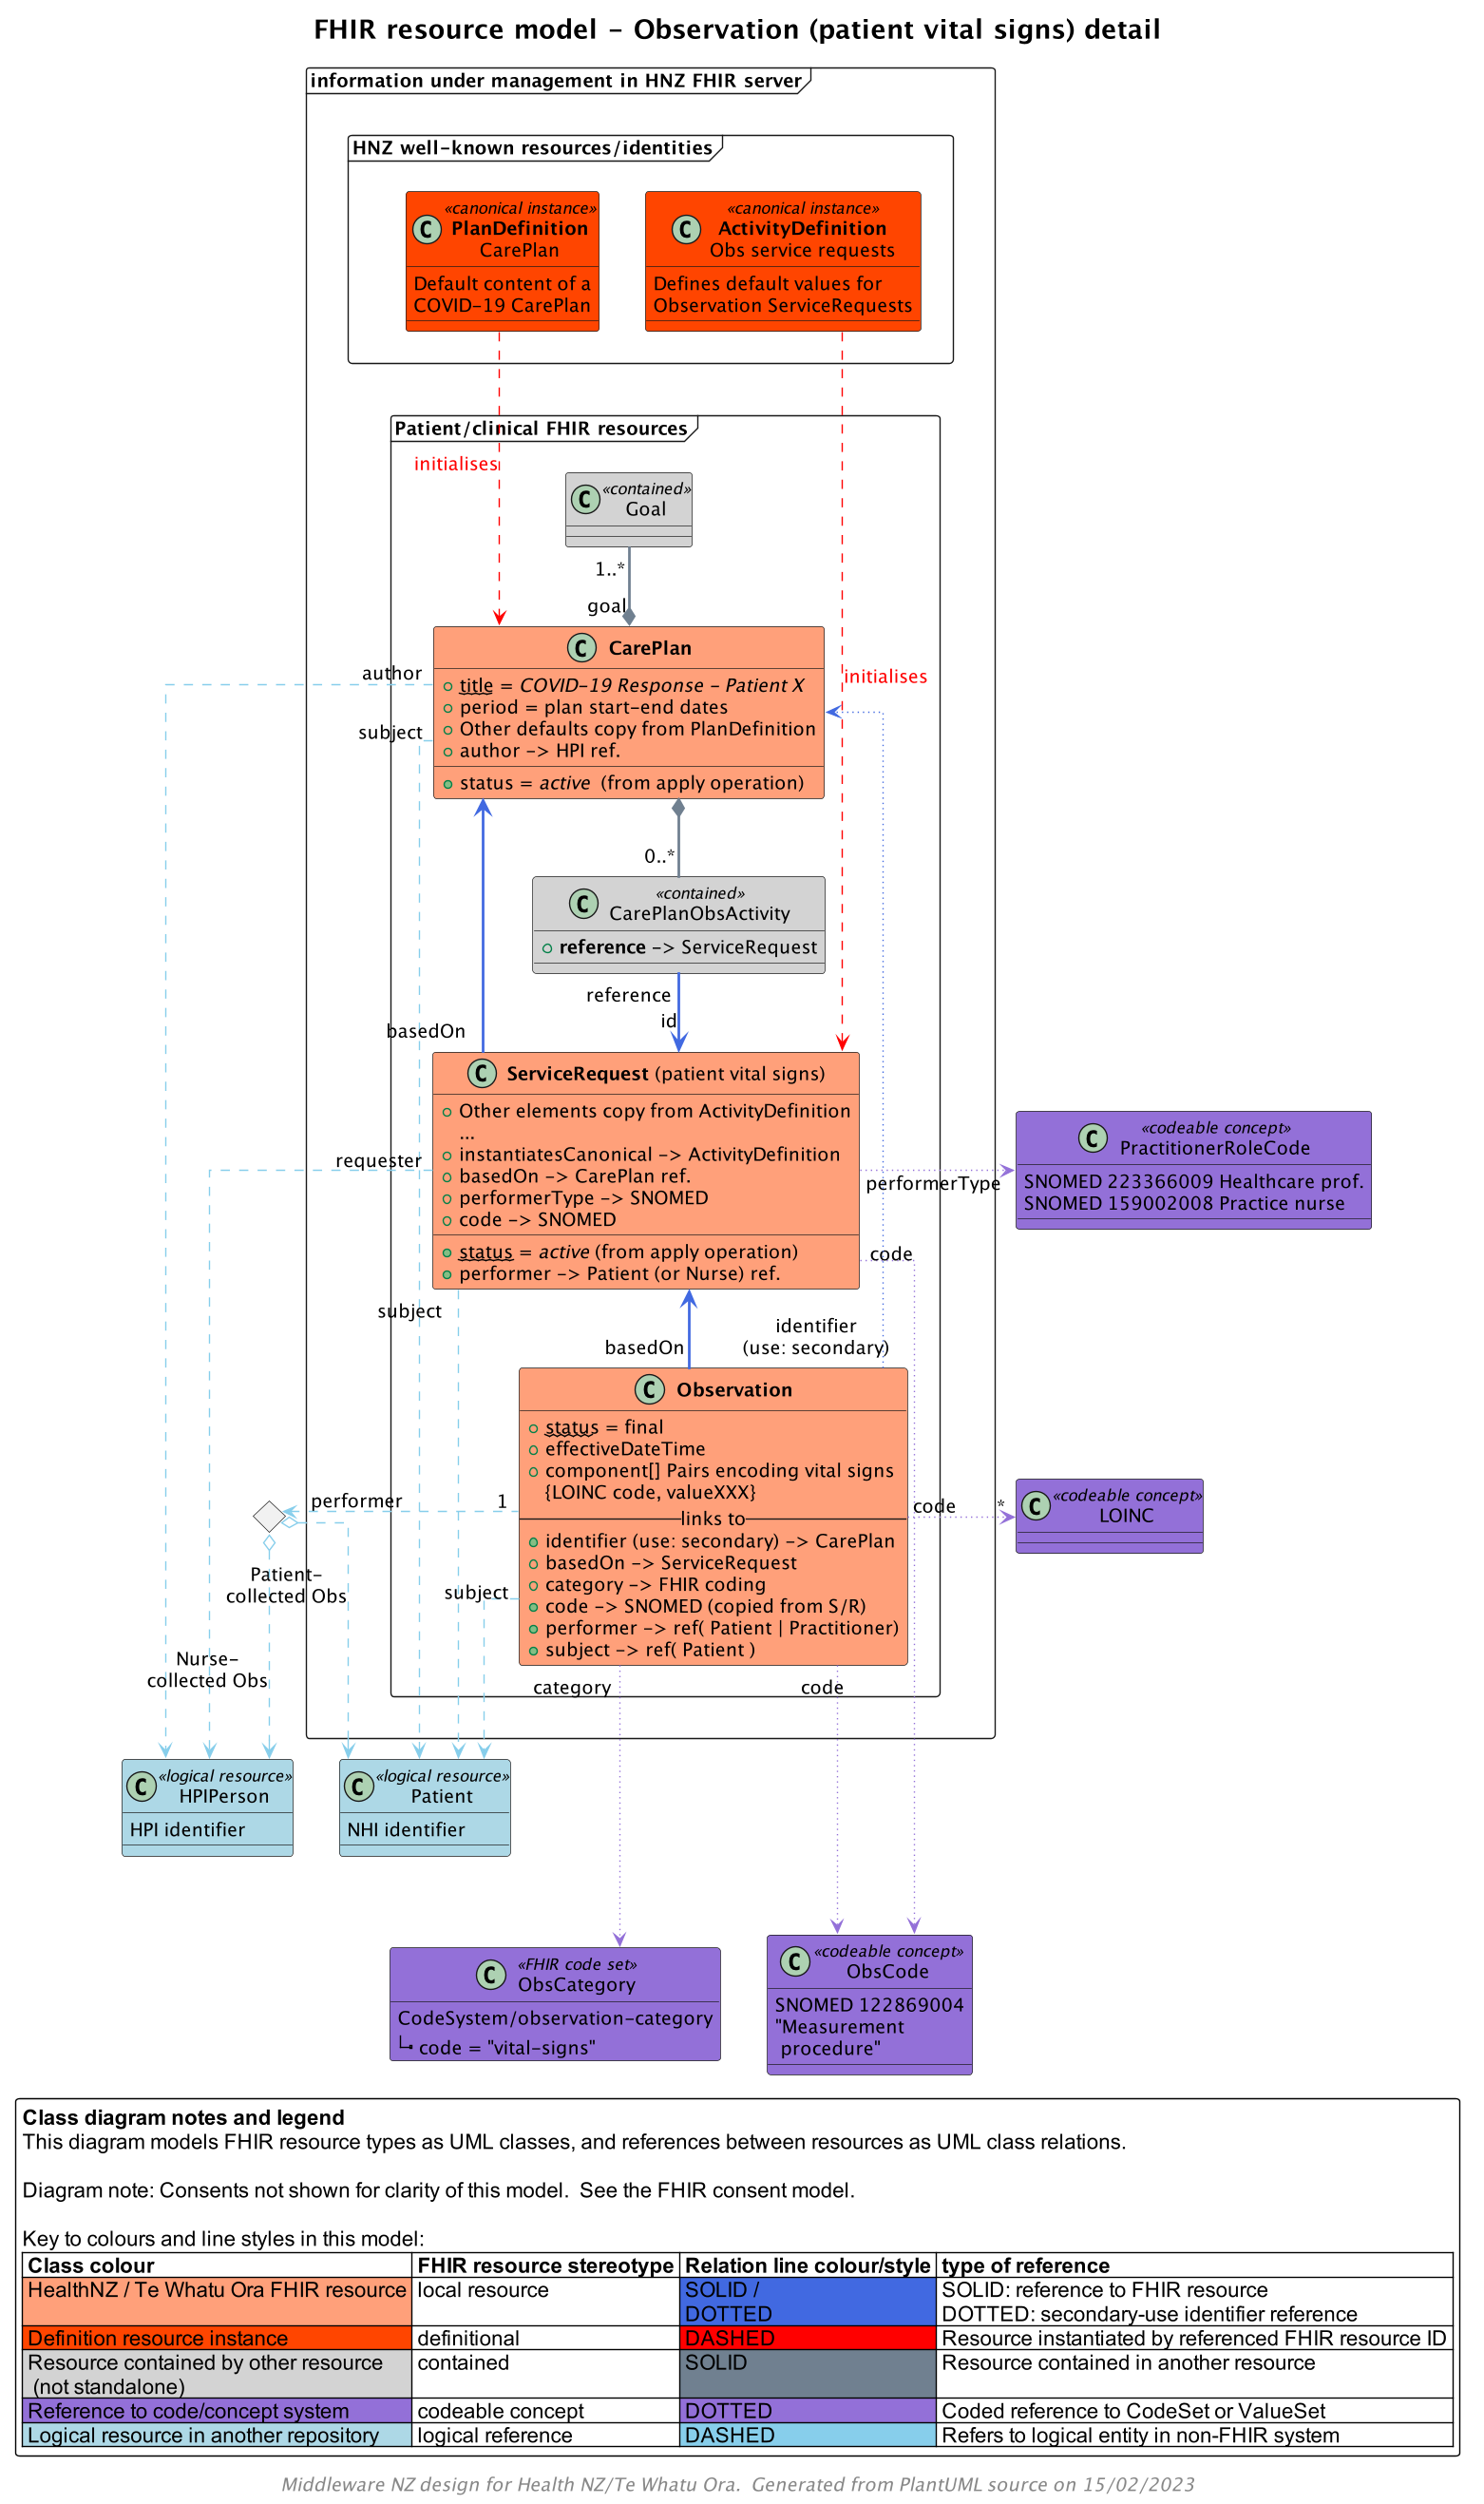 FHIR resource model - Observation (patient vital signs) detail
information under management in HNZ FHIR server
HNZ well-known resources/identities
C
«canonical instance»
PlanDefinition
CarePlan
Default content of a
COVID-19 CarePlan
C
«canonical instance»
ActivityDefinition
Obs service requests
Defines default values for
Observation ServiceRequests
Patient/clinical FHIR resources
initialises
C
«contained»
Goal
1..*
goal
C CarePlan
title = COVID-19 Response - Patient X
period = plan start-end dates
Other defaults copy from PlanDefinition
author -> HPI ref.
status = active (from apply operation)
author
subject
initialises
0..*
C
«contained»
CarePlanObsActivity
reference -> ServiceRequest
reference
id
basedOn
C ServiceRequest (patient vital signs)
Other elements copy from ActivityDefinition
...
instantiatesCanonical -> ActivityDefinition
basedOn -> CarePlan ref.
performerType -> SNOMED
code -> SNOMED
status = active (from apply operation)
performer -> Patient (or Nurse) ref.
requester
performerType
C
«codeable concept»
PractitionerRoleCode
SNOMED 223366009 Healthcare prof.
SNOMED 159002008 Practice nurse
code
subject
basedOn
identifier
(use: secondary)
C Observation
status = final
effectiveDateTime
component[] Pairs encoding vital signs
{LOINC code, valueXXX}
links to
identifier (use: secondary) -> CarePlan
basedOn -> ServiceRequest
category -> FHIR coding
code -> SNOMED (copied from S/R)
performer -> ref( Patient | Practitioner)
subject -> ref( Patient )
performer
1
code
*
C
«codeable concept»
LOINC
Patient-
collected Obs
subject
Nurse-
collected Obs
category
code
C
«logical resource»
HPIPerson
HPI identifier
C
«logical resource»
Patient
NHI identifier
C
«FHIR code set»
ObsCategory
CodeSystem/observation-category
code = "vital-signs"
C
«codeable concept»
ObsCode
SNOMED 122869004
"Measurement
procedure"
Class diagram notes and legend
This diagram models FHIR resource types as UML classes, and references between resources as UML class relations.
Diagram note: Consents not shown for clarity of this model.  See the FHIR consent model.
Key to colours and line styles in this model:
Class colour FHIR resource stereotype Relation line colour/style type of reference
HealthNZ / Te Whatu Ora FHIR resource local resource SOLID / SOLID: reference to FHIR resource
DOTTED DOTTED: secondary-use identifier reference
Definition resource instance definitional DASHED Resource instantiated by referenced FHIR resource ID
Resource contained by other resource contained SOLID Resource contained in another resource
(not standalone)
Reference to code/concept system codeable concept DOTTED Coded reference to CodeSet or ValueSet
Logical resource in another repository logical reference DASHED Refers to logical entity in non-FHIR system
Middleware NZ design for Health NZ/Te Whatu Ora.  Generated from PlantUML source on 15/02/2023